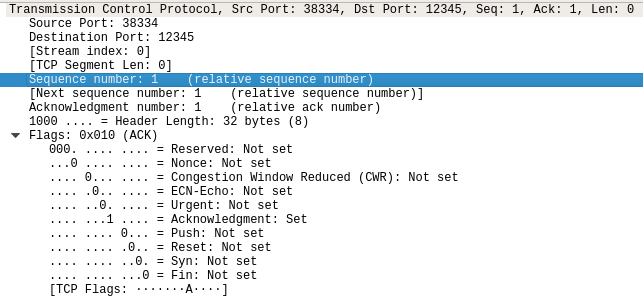 Transmission Control Protocol, Src Port: 38334, Dst Port: 12345, Seq: 1, Ack: 1, Len: 0
Source Port: 38334
Destination Port: 12345
[Stream index: 0]
[TCP Segment Len: 0]
Sequence number: 1    (relative sequence number)
[Next sequence number: 1    (relative sequence number)]
Acknowledgment number: 1    (relative ack number)
1000 .... = Header Length: 32 bytes (8)
Flags: 0x010 (ACK)
000. .... .... = Reserved: Not set
...0 .... .... = Nonce: Not set
.... 0... .... = Congestion Window Reduced (CWR): Not set
.... .0.. .... = ECN-Echo: Not set
.... ..0. .... = Urgent: Not set
.... ...1 .... = Acknowledgment: Set
.... .... 0... = Push: Not set
.... .... .0.. = Reset: Not set
.... .... ..0. = Syn: Not set
.... .... ...0 = Fin: Not set
[TCP Flags: ·······A····]